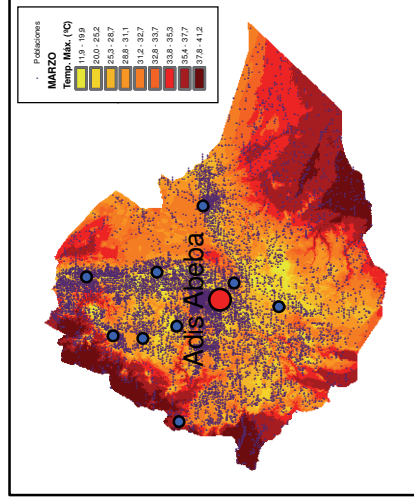 Poblaciones
MARZO
Temp. Máx. (ºC)
11,9 - 19,9
20,0 - 25,2
25,3 - 28,7
28,8 - 31,1
31,2 - 32,7
32,8 - 33,7
33,8 - 35,3
35,4 - 37,7
37,8 - 41,2
Adis Abeba